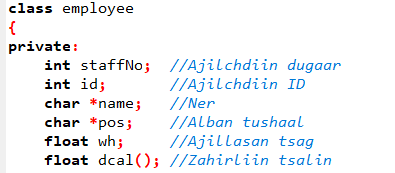 class employee
{
private:
    int staffNo;  //Ajilchdiin dugaar
    int id;       //Ajilchdiin ID
    char *name;   //Ner
    char *pos;    //Alban tushaal
    float wh;     //Ajillasan tsag
    float dcal(); //Zahirliin tsalin